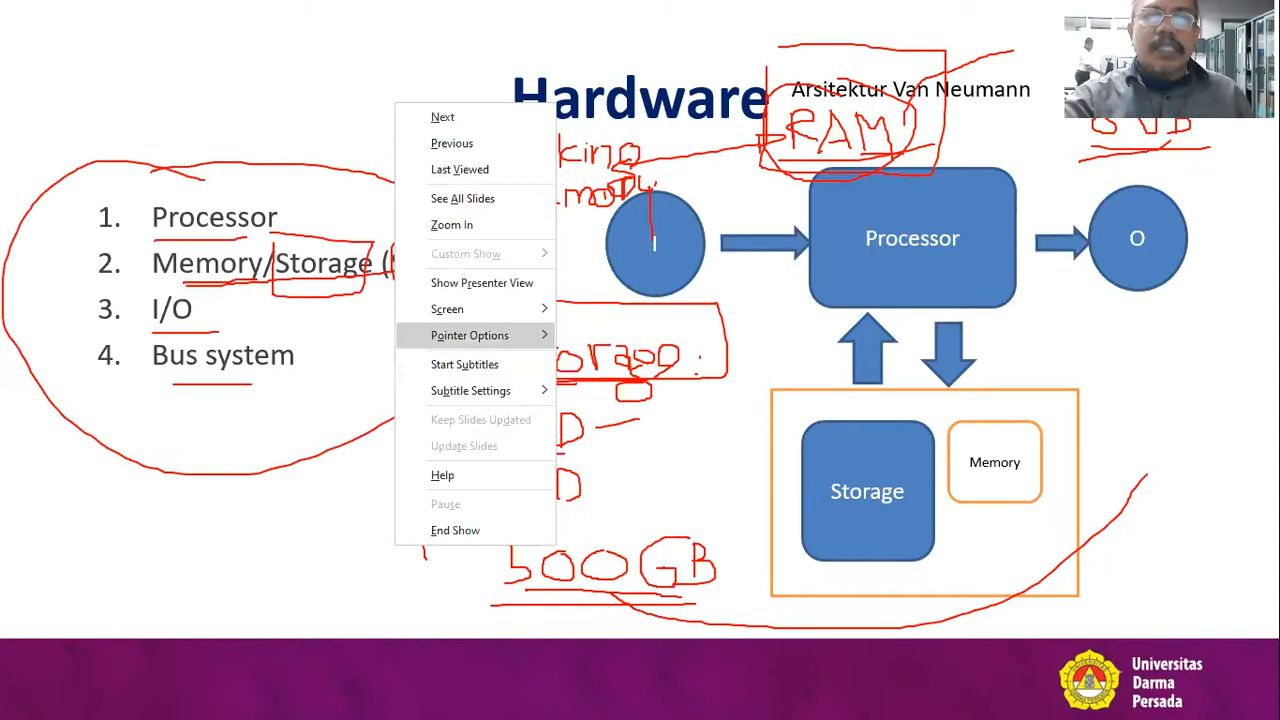 Hardware
Arsitektur Van Neumann
RAM
1. Processor
2. Memory/Storage (
3. I/O
4. Bus system
Next
Previous
Last Viewed
See All Slides
Zoom In
Custom Show
Show Presenter View
Screen
Pointer Options
Start Subtitles
Subtitle Settings
Keep Slides Updated
Update Slides
Help
Pause
End Show
I
Processor
O
Storage
Memory
500 GB
Universitas
Darma
Persada